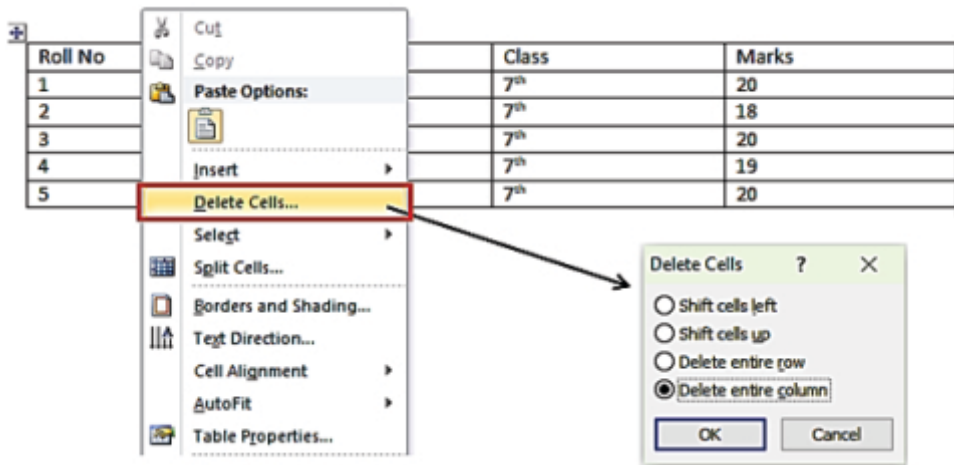 Roll No Class Marks
1 7th 20
2 7th 18
3 7th 20
4 7th 19
5 7th 20
Cut
Copy
Paste Options:
Insert
Delete Cells...
Select
Split Cells...
Borders and Shading...
Text Direction...
Cell Alignment
AutoFit
Table Properties...
Delete Cells ?
Shift cells left
Shift cells up
Delete entire row
Delete entire column
OK Cancel